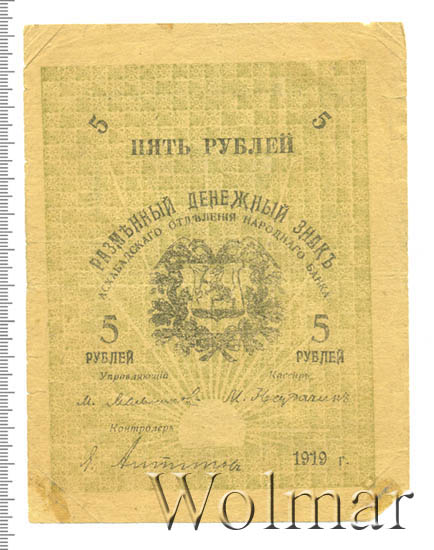 5 5
ПЯТЬ РУБЛЕЙ
РАЗМѢННЫЙ ДЕНЕЖНЫЙ ЗНАКЪ
АСХАБАДСКАГО ОТДѢЛЕНІЯ НАРОДНАГО БАНКА
5 5
РУБЛЕЙ РУБЛЕЙ
Управляющій Кассиръ
М. М.
Контролеръ
Антипов
1919 г.
Wolmar